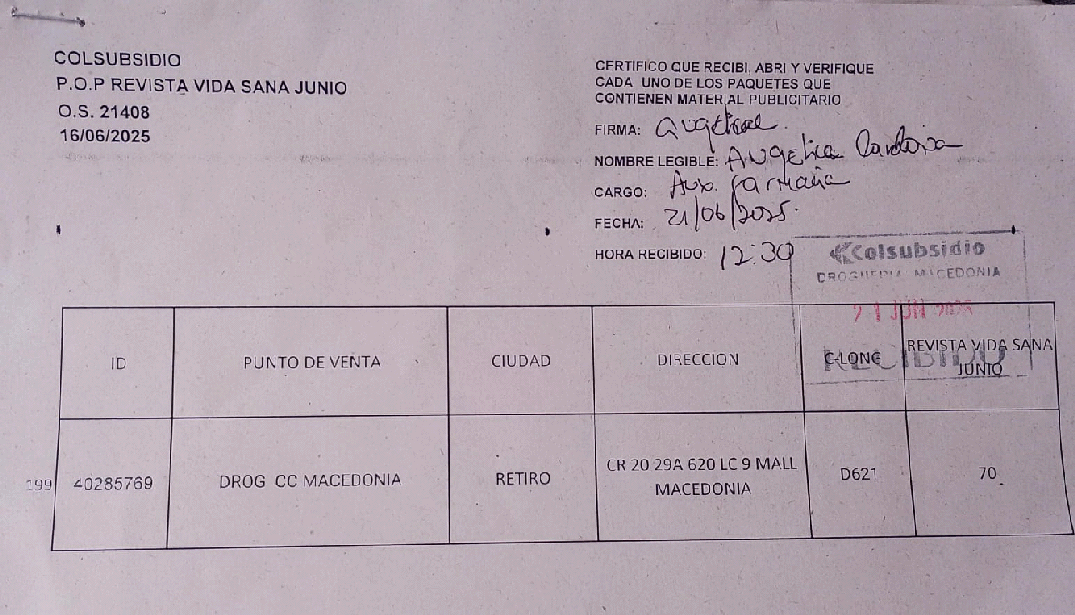 COLSUBSIDIO
P.O.P REVISTA VIDA SANA JUNIO
O.S. 21408
16/06/2025
CERTIFICO QUE RECIBI, ABRI Y VERIFIQUE
CADA UNO DE LOS PAQUETES QUE
CONTIENEN MATERIAL PUBLICITARIO
FIRMA:
NOMBRE LEGIBLE: Angelica Cardona
CARGO: Aux. farmacia
FECHA: 21/06/2025.
HORA RECIBIDO: 12:30
Colsubsidio
DROGUERIA MACEDONIA
21 JUN 2025
RECIBIDO
ID PUNTO DE VENTA CIUDAD DIRECCION C-LONG REVISTA VIDA SANA
JUNIO
199 40285769 DROG CC MACEDONIA RETIRO CR 20 29A 620 LC 9 MALL
MACEDONIA D621 70